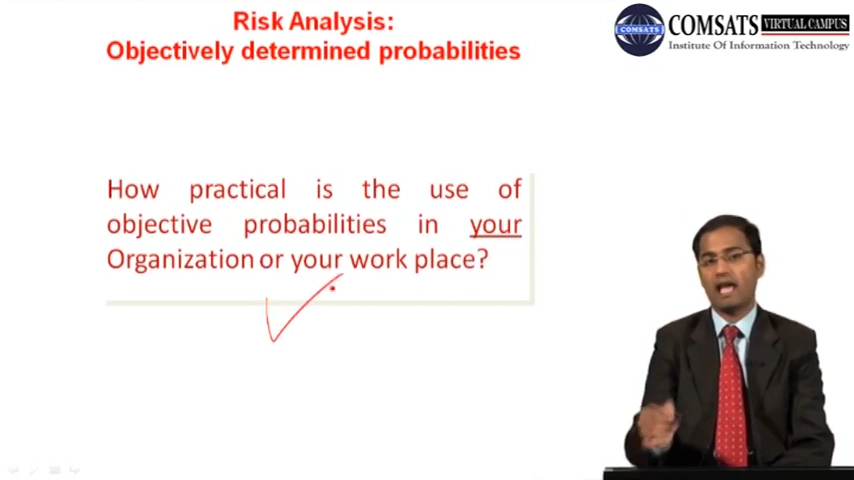 Risk Analysis:
Objectively determined probabilities
COMSATS
COMSATS VIRTUAL CAMPUS
Institute Of Information Technology
How practical is the use of
objective probabilities in your
Organization or your work place?